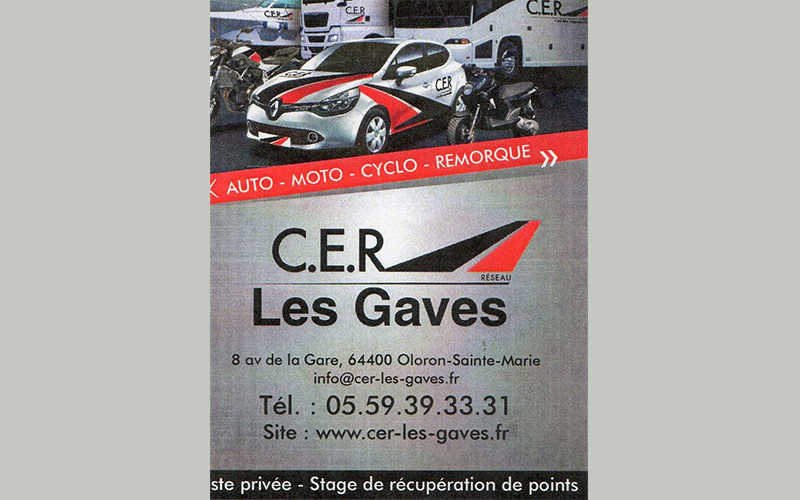 C.E.R
C.E.R
C.E.R
AUTO - MOTO - CYCLO - REMORQUE »
C.E.R
RÉSEAU
Les Gaves
8 av de la Gare, 64400 Oloron-Sainte-Marie
info@cer-les-gaves.fr
Tél. : 05.59.39.33.31
Site : www.cer-les-gaves.fr
ste privée - Stage de récupération de points